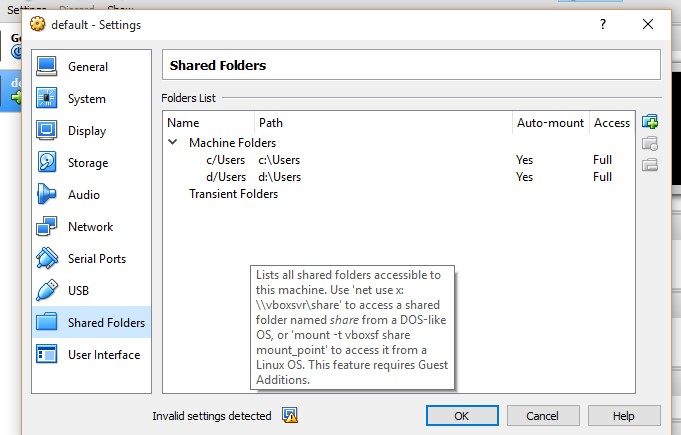 Settings Discard Show
default - Settings
? ×
General
System
Display
Storage
Audio
Network
Serial Ports
USB
Shared Folders
User Interface
Shared Folders
Folders List
Name Path Auto-mount Access
Machine Folders
c/Users c:\Users Yes Full
d/Users d:\Users Yes Full
Transient Folders
Lists all shared folders accessible to
this machine. Use 'net use x:
\\vboxsvr\share' to access a shared
folder named share from a DOS-like
OS, or 'mount -t vboxsf share
mount_point' to access it from a
Linux OS. This feature requires Guest
Additions.
Invalid settings detected
OK Cancel Help